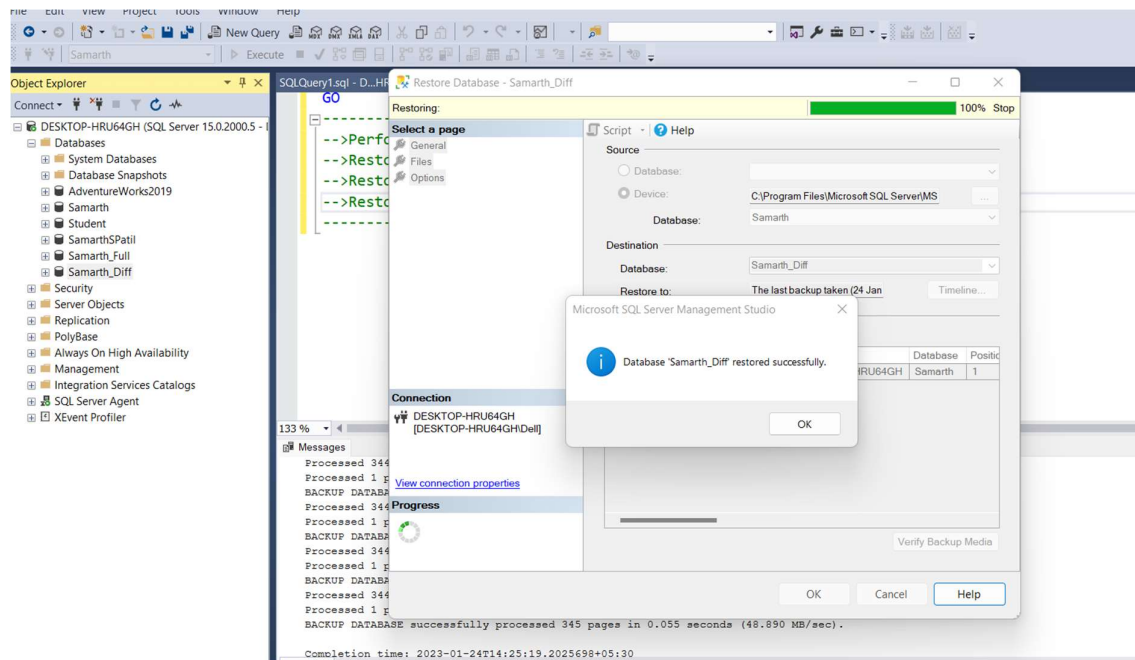 File Edit View Project Tools Window Help
New Query MDX DMX XMLA DAX
Samarth Execute
Object Explorer
Connect
DESKTOP-HRU64GH (SQL Server 15.0.2000.5 -
Databases
System Databases
Database Snapshots
AdventureWorks2019
Samarth
Student
SamarthSPatil
Samarth_Full
Samarth_Diff
Security
Server Objects
Replication
PolyBase
Always On High Availability
Management
Integration Services Catalogs
SQL Server Agent
XEvent Profiler
SQLQuery1.sql - D...HR
GO
--------
-->Perfo
-->Resto
-->Resto
-->Resto
--------
133 %
Messages
Processed 344
Processed 1 p
BACKUP DATABA
Processed 344
Processed 1 p
BACKUP DATABA
Processed 344
Processed 1 p
BACKUP DATABA
Processed 344
Processed 1 p
BACKUP DATABASE successfully processed 345 pages in 0.055 seconds (48.890 MB/sec).
Completion time: 2023-01-24T14:25:19.2025698+05:30
Restore Database - Samarth_Diff
Restoring: 100% Stop
Select a page
General
Files
Options
Connection
DESKTOP-HRU64GH
[DESKTOP-HRU64GH\Dell]
View connection properties
Progress
Script Help
Source
Database:
Device: C:\Program Files\Microsoft SQL Server\MS ...
Database: Samarth
Destination
Database: Samarth_Diff
Restore to: The last backup taken (24 Jan Timeline...
Database Positic
HRU64GH Samarth 1
Verify Backup Media
OK Cancel Help
Microsoft SQL Server Management Studio
Database 'Samarth_Diff' restored successfully.
OK